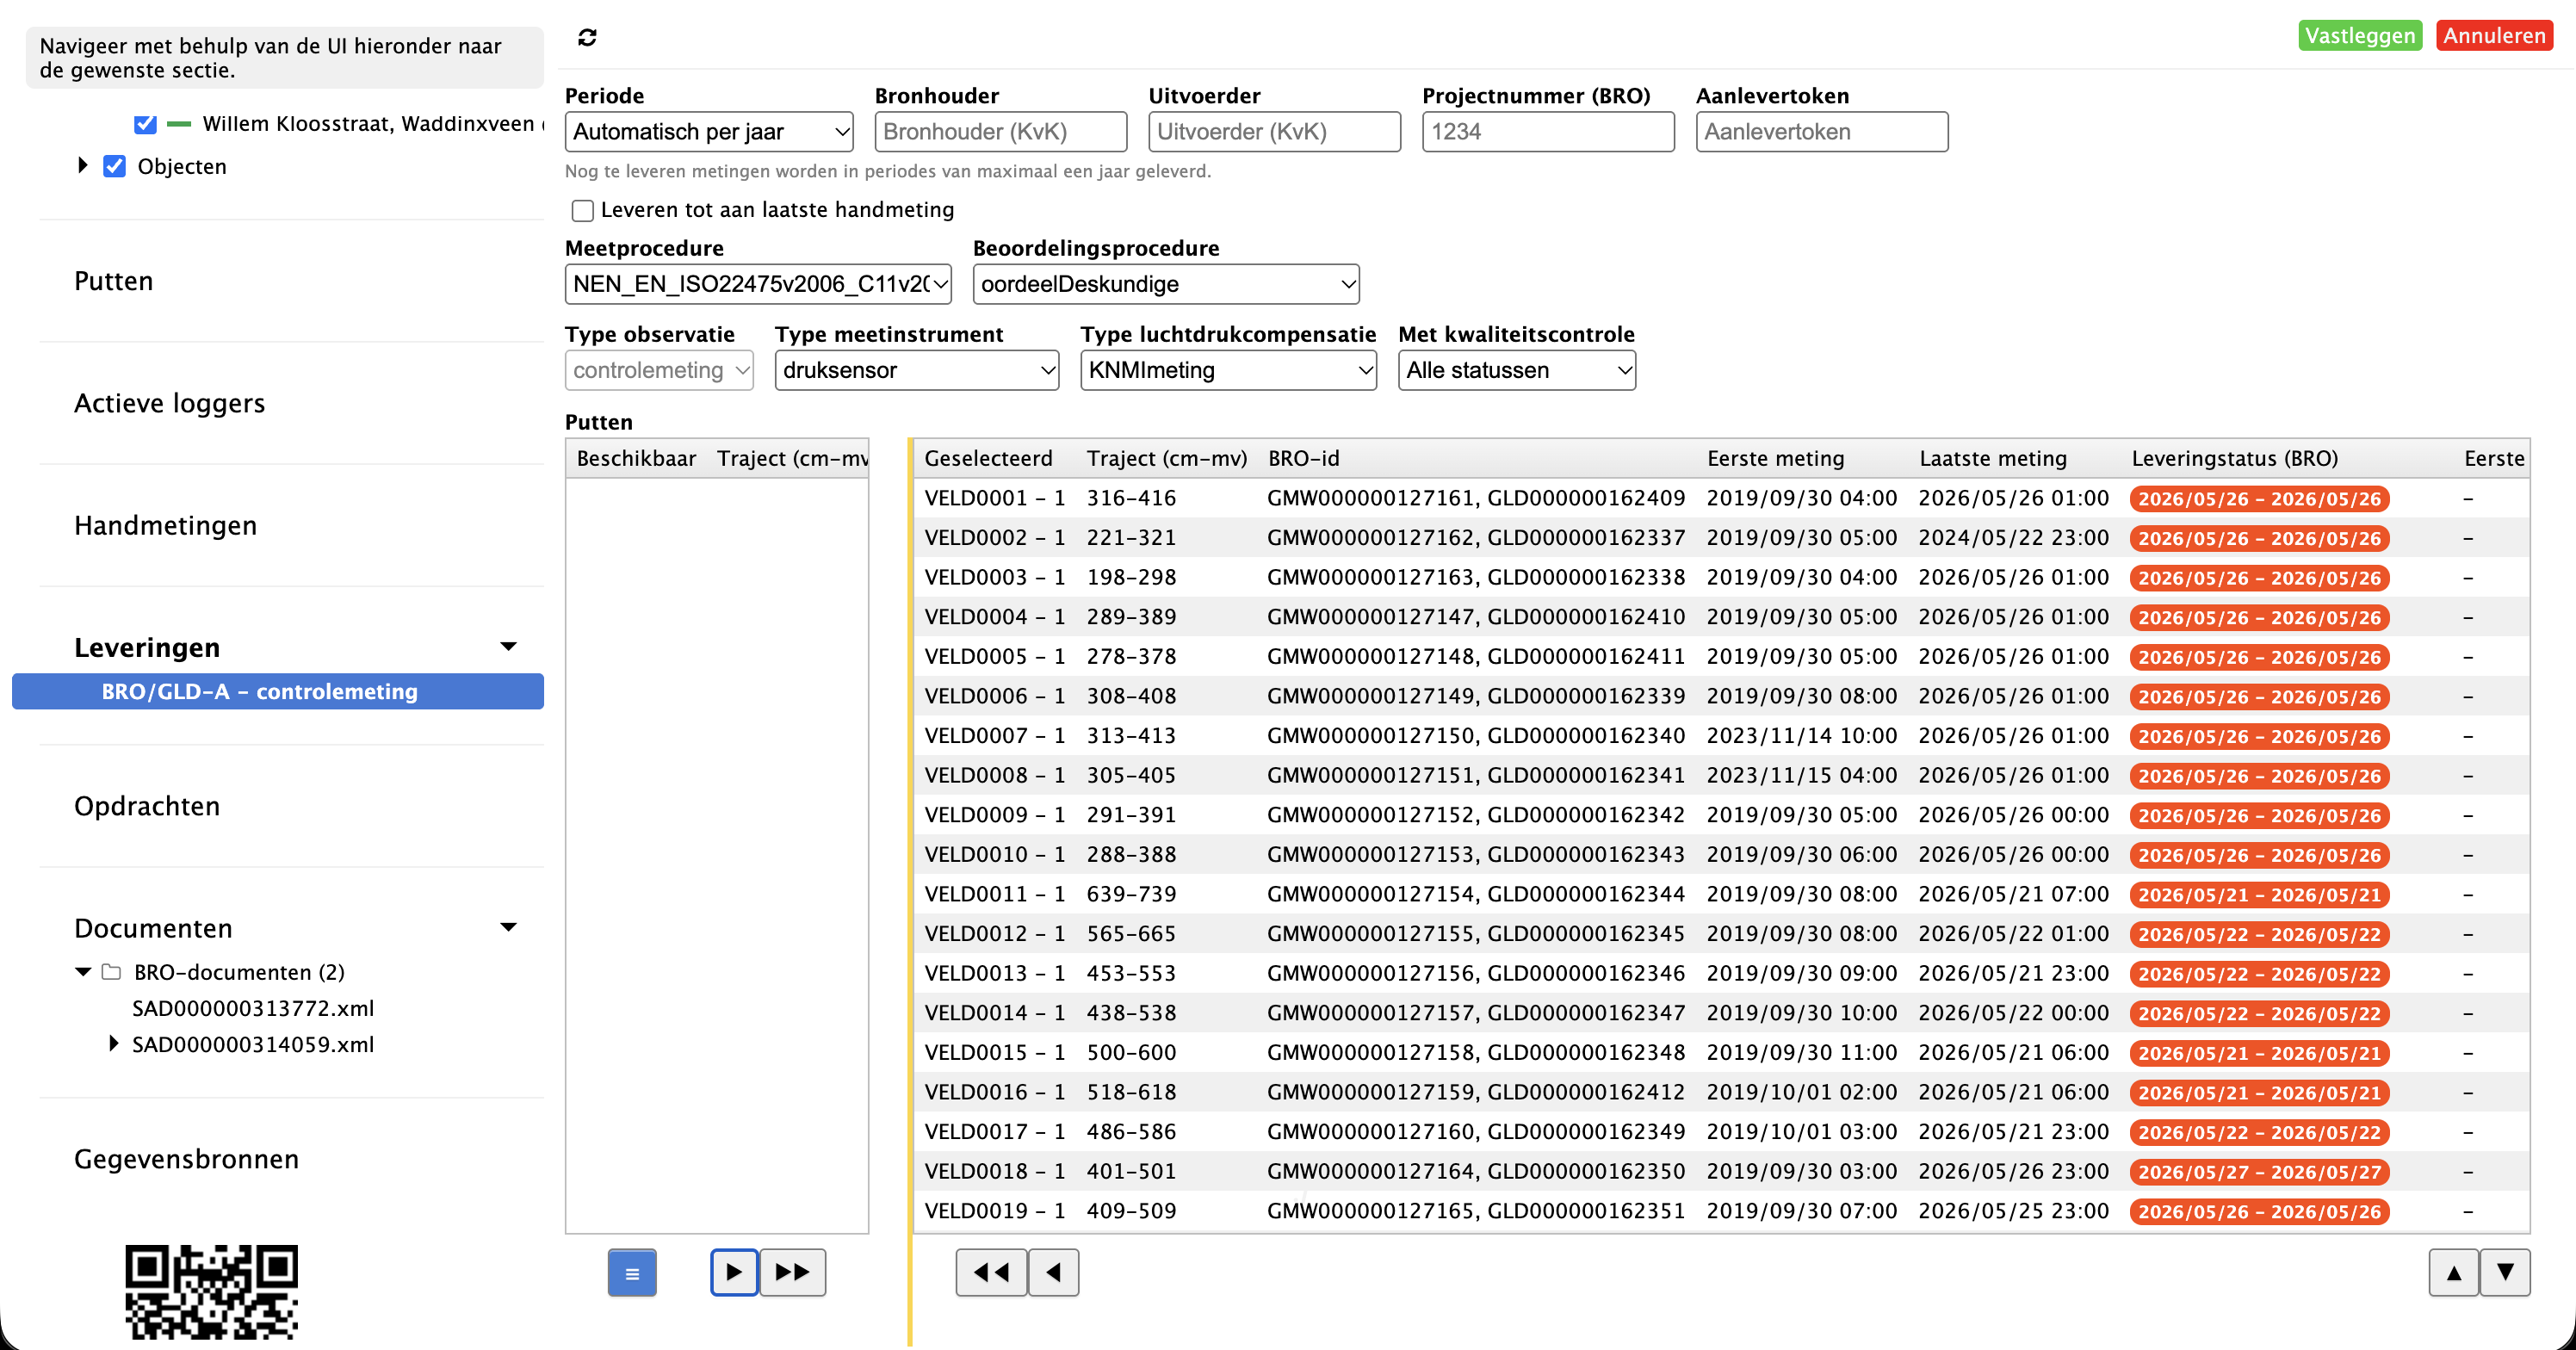 Navigeer met behulp van de UI hieronder naar
de gewenste sectie.
Willem Kloosstraat, Waddinxveen
Objecten
Putten
Actieve loggers
Handmetingen
Leveringen
BRO/GLD-A - controlemeting
Opdrachten
Documenten
BRO-documenten (2)
SAD000000313772.xml
SAD000000314059.xml
Gegevensbronnen
Vastleggen Annuleren
Periode Bronhouder Uitvoerder Projectnummer (BRO) Aanlevertoken
Automatisch per jaar Bronhouder (KvK) Uitvoerder (KvK) 1234 Aanlevertoken
Nog te leveren metingen worden in periodes van maximaal een jaar geleverd.
Leveren tot aan laatste handmeting
Meetprocedure Beoordelingsprocedure
NEN_EN_ISO22475v2006_C11v20 oordeelDeskundige
Type observatie Type meetinstrument Type luchtdrukcompensatie Met kwaliteitscontrole
controlemeting druksensor KNMImeting Alle statussen
Putten
Beschikbaar Traject (cm-mv
Geselecteerd Traject (cm-mv) BRO-id Eerste meting Laatste meting Leveringstatus (BRO) Eerste
VELD0001 - 1 316-416 GMW000000127161, GLD000000162409 2019/09/30 04:00 2026/05/26 01:00 2026/05/26 - 2026/05/26 -
VELD0002 - 1 221-321 GMW000000127162, GLD000000162337 2019/09/30 05:00 2024/05/22 23:00 2026/05/26 - 2026/05/26 -
VELD0003 - 1 198-298 GMW000000127163, GLD000000162338 2019/09/30 04:00 2026/05/26 01:00 2026/05/26 - 2026/05/26 -
VELD0004 - 1 289-389 GMW000000127147, GLD000000162410 2019/09/30 05:00 2026/05/26 01:00 2026/05/26 - 2026/05/26 -
VELD0005 - 1 278-378 GMW000000127148, GLD000000162411 2019/09/30 05:00 2026/05/26 01:00 2026/05/26 - 2026/05/26 -
VELD0006 - 1 308-408 GMW000000127149, GLD000000162339 2019/09/30 08:00 2026/05/26 01:00 2026/05/26 - 2026/05/26 -
VELD0007 - 1 313-413 GMW000000127150, GLD000000162340 2023/11/14 10:00 2026/05/26 01:00 2026/05/26 - 2026/05/26 -
VELD0008 - 1 305-405 GMW000000127151, GLD000000162341 2023/11/15 04:00 2026/05/26 01:00 2026/05/26 - 2026/05/26 -
VELD0009 - 1 291-391 GMW000000127152, GLD000000162342 2019/09/30 05:00 2026/05/26 00:00 2026/05/26 - 2026/05/26 -
VELD0010 - 1 288-388 GMW000000127153, GLD000000162343 2019/09/30 06:00 2026/05/26 00:00 2026/05/26 - 2026/05/26 -
VELD0011 - 1 639-739 GMW000000127154, GLD000000162344 2019/09/30 08:00 2026/05/21 07:00 2026/05/21 - 2026/05/21 -
VELD0012 - 1 565-665 GMW000000127155, GLD000000162345 2019/09/30 08:00 2026/05/22 01:00 2026/05/22 - 2026/05/22 -
VELD0013 - 1 453-553 GMW000000127156, GLD000000162346 2019/09/30 09:00 2026/05/21 23:00 2026/05/22 - 2026/05/22 -
VELD0014 - 1 438-538 GMW000000127157, GLD000000162347 2019/09/30 10:00 2026/05/22 00:00 2026/05/22 - 2026/05/22 -
VELD0015 - 1 500-600 GMW000000127158, GLD000000162348 2019/09/30 11:00 2026/05/21 06:00 2026/05/21 - 2026/05/21 -
VELD0016 - 1 518-618 GMW000000127159, GLD000000162412 2019/10/01 02:00 2026/05/21 06:00 2026/05/21 - 2026/05/21 -
VELD0017 - 1 486-586 GMW000000127160, GLD000000162349 2019/10/01 03:00 2026/05/21 23:00 2026/05/22 - 2026/05/22 -
VELD0018 - 1 401-501 GMW000000127164, GLD000000162350 2019/09/30 03:00 2026/05/26 23:00 2026/05/27 - 2026/05/27 -
VELD0019 - 1 409-509 GMW000000127165, GLD000000162351 2019/09/30 07:00 2026/05/25 23:00 2026/05/26 - 2026/05/26 -